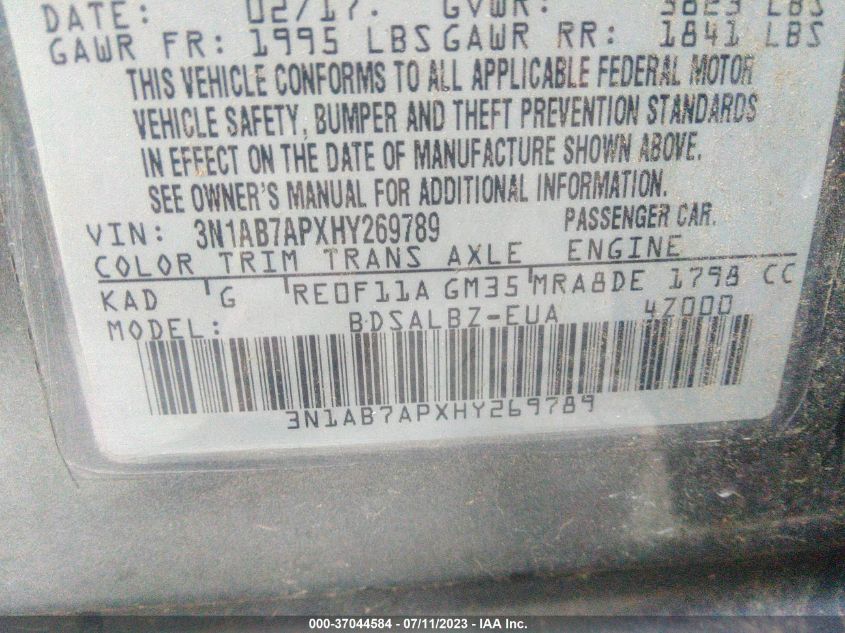 DATE: 02/17. GVWR: 3823 LBS
GAWR FR: 1995 LBS GAWR RR: 1841 LBS
THIS VEHICLE CONFORMS TO ALL APPLICABLE FEDERAL MOTOR
VEHICLE SAFETY, BUMPER AND THEFT PREVENTION STANDARDS
IN EFFECT ON THE DATE OF MANUFACTURE SHOWN ABOVE.
SEE OWNER'S MANUAL FOR ADDITIONAL INFORMATION.
VIN: 3N1AB7APXHY269789 PASSENGER CAR.
COLOR TRIM TRANS AXLE ENGINE
KAD G RE0F11A GM35 MRA8DE 1798 CC
MODEL: BDSALBZ-EUA 4Z000
3N1AB7APXHY269789
000-37044584 - 07/11/2023 - IAA Inc.